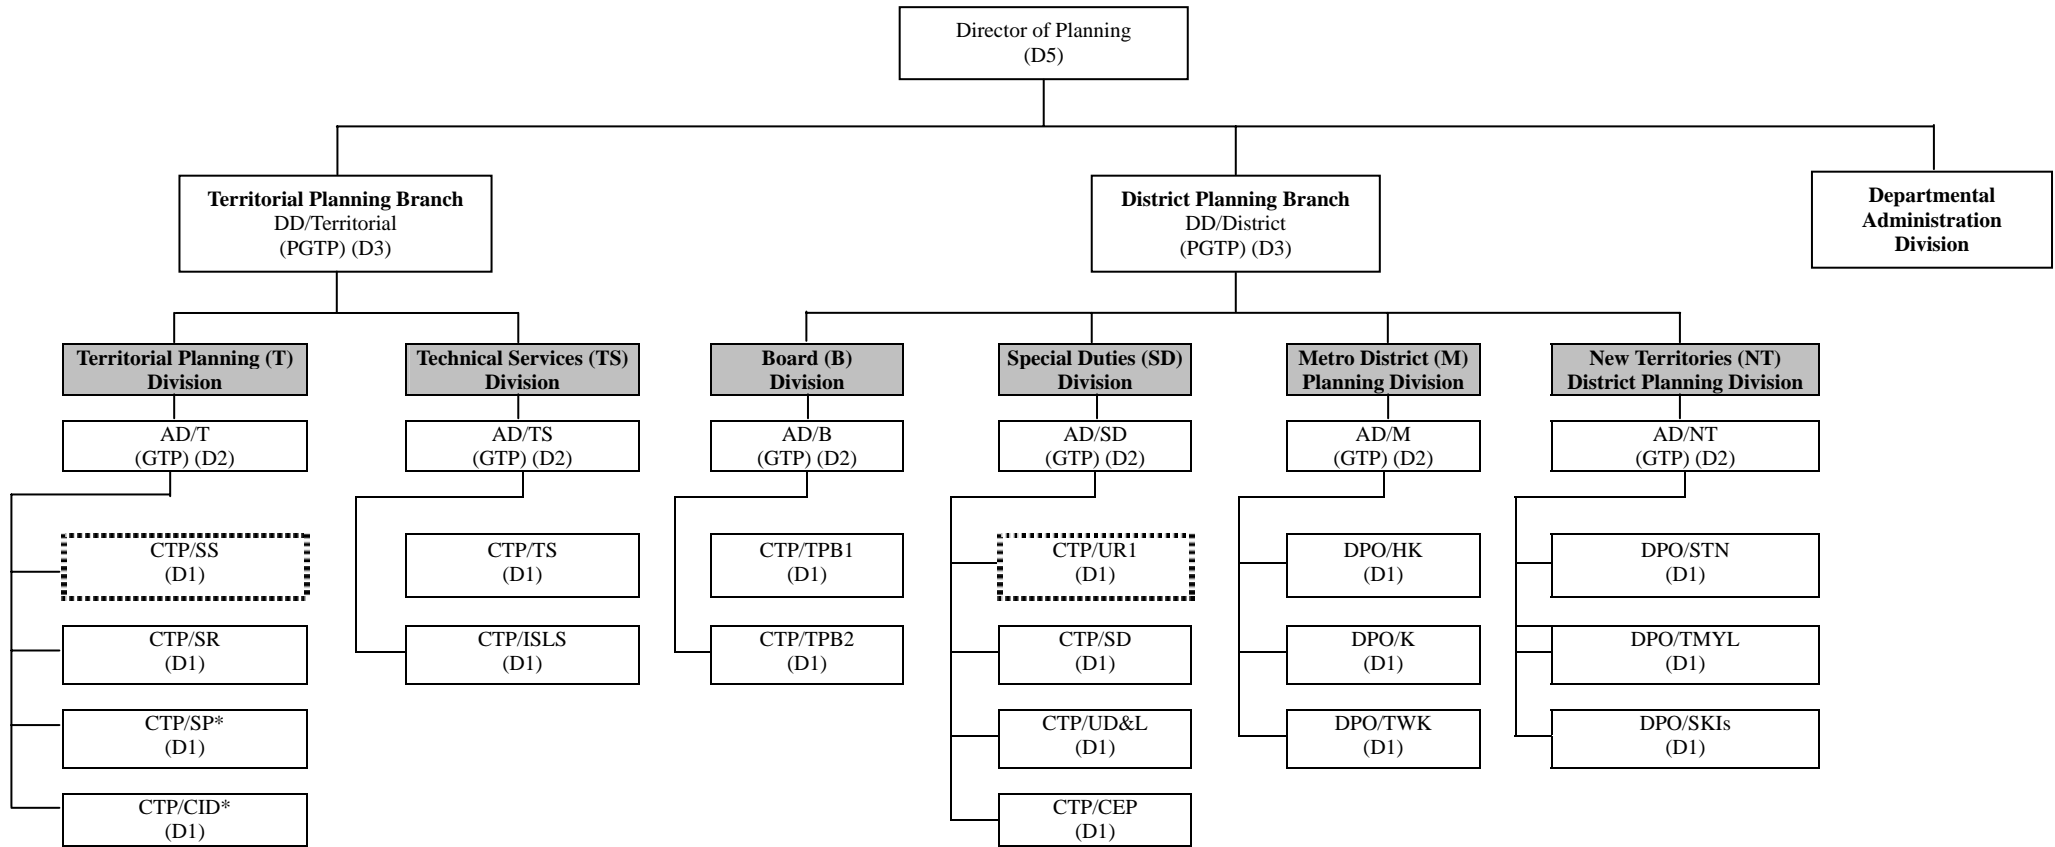 Director of Planning
(D5)
Territorial Planning Branch
DD/Territorial
(PGTP) (D3)
District Planning Branch
DD/District
(PGTP) (D3)
Departmental
Administration
Division
Territorial Planning (T)
Division
Technical Services (TS)
Division
Board (B)
Division
Special Duties (SD)
Division
Metro District (M)
Planning Division
New Territories (NT)
District Planning Division
AD/T
(GTP) (D2)
AD/TS
(GTP) (D2)
AD/B
(GTP) (D2)
AD/SD
(GTP) (D2)
AD/M
(GTP) (D2)
AD/NT
(GTP) (D2)
CTP/SS
(D1)
CTP/TS
(D1)
CTP/TPB1
(D1)
CTP/UR1
(D1)
DPO/HK
(D1)
DPO/STN
(D1)
CTP/SR
(D1)
CTP/ISLS
(D1)
CTP/TPB2
(D1)
CTP/SD
(D1)
DPO/K
(D1)
DPO/TMYL
(D1)
CTP/SP*
(D1)
CTP/UD&L
(D1)
DPO/TWK
(D1)
DPO/SKIs
(D1)
CTP/CID*
(D1)
CTP/CEP
(D1)